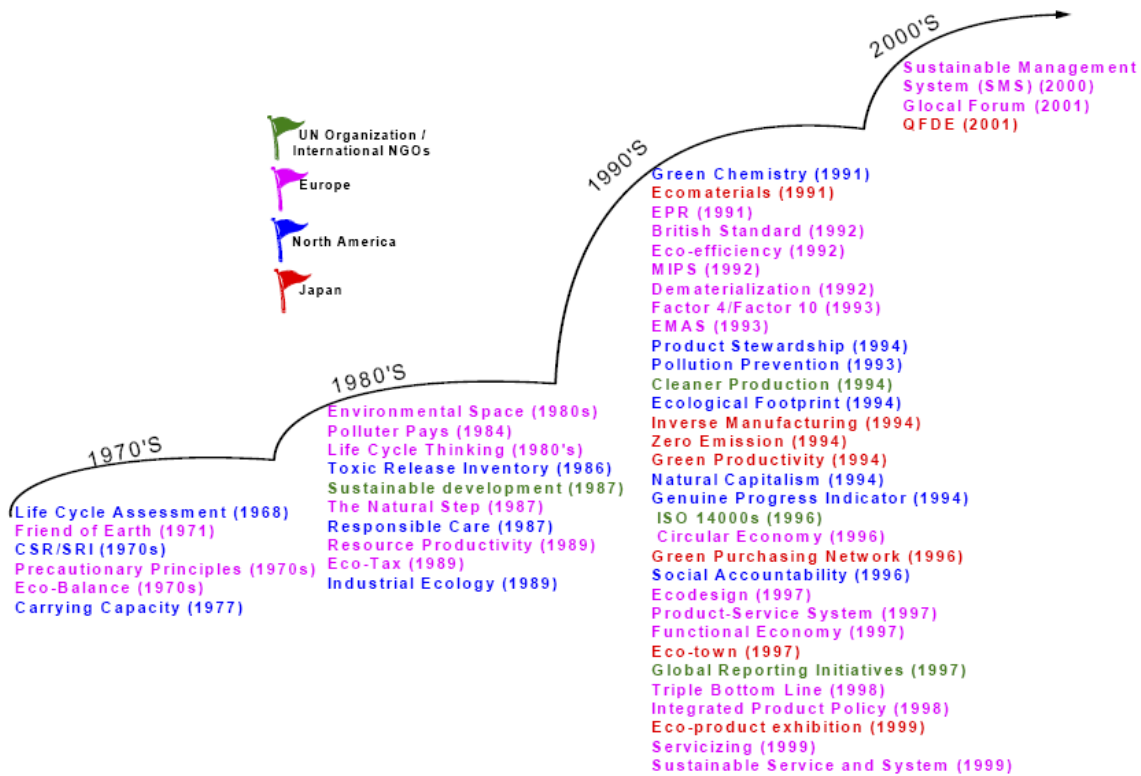 2000'S
Sustainable Management
System (SMS) (2000)
Glocal Forum (2001)
QFDE (2001)
UN Organization /
International NGOs
Europe
North America
Japan
1990'S
Green Chemistry (1991)
Ecomaterials (1991)
EPR (1991)
British Standard (1992)
Eco-efficiency (1992)
MIPS (1992)
Dematerialization (1992)
Factor 4/Factor 10 (1993)
EMAS (1993)
Product Stewardship (1994)
Pollution Prevention (1993)
Cleaner Production (1994)
Ecological Footprint (1994)
Inverse Manufacturing (1994)
Zero Emission (1994)
Green Productivity (1994)
Natural Capitalism (1994)
Genuine Progress Indicator (1994)
ISO 14000s (1996)
Circular Economy (1996)
Green Purchasing Network (1996)
Social Accountability (1996)
Ecodesign (1997)
Product-Service System (1997)
Functional Economy (1997)
Eco-town (1997)
Global Reporting Initiatives (1997)
Triple Bottom Line (1998)
Integrated Product Policy (1998)
Eco-product exhibition (1999)
Servicizing (1999)
Sustainable Service and System (1999)
1980'S
Environmental Space (1980s)
Polluter Pays (1984)
Life Cycle Thinking (1980's)
Toxic Release Inventory (1986)
Sustainable development (1987)
The Natural Step (1987)
Responsible Care (1987)
Resource Productivity (1989)
Eco-Tax (1989)
Industrial Ecology (1989)
1970'S
Life Cycle Assessment (1968)
Friend of Earth (1971)
CSR/SRI (1970s)
Precautionary Principles (1970s)
Eco-Balance (1970s)
Carrying Capacity (1977)